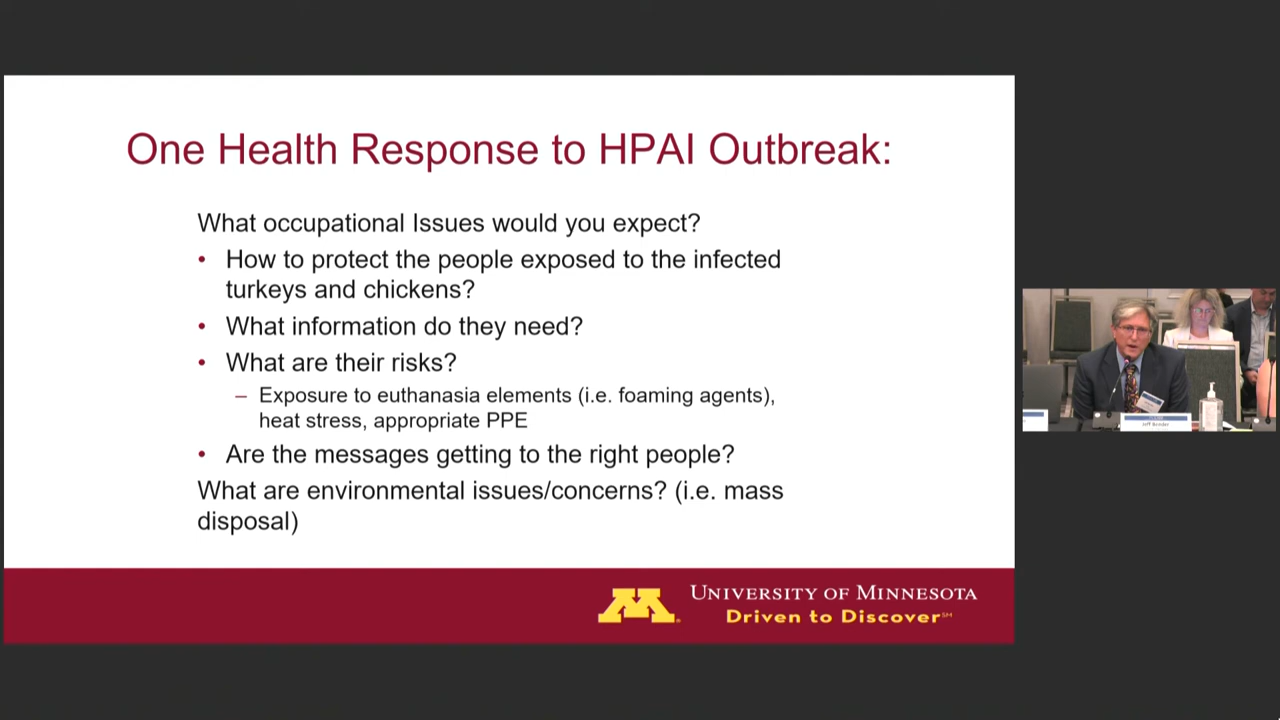 One Health Response to HPAI Outbreak:
What occupational Issues would you expect?
• How to protect the people exposed to the infected
turkeys and chickens?
• What information do they need?
• What are their risks?
– Exposure to euthanasia elements (i.e. foaming agents),
heat stress, appropriate PPE
• Are the messages getting to the right people?
What are environmental issues/concerns? (i.e. mass
disposal)
UNIVERSITY OF MINNESOTA
Driven to Discover℠
Jeff Bender